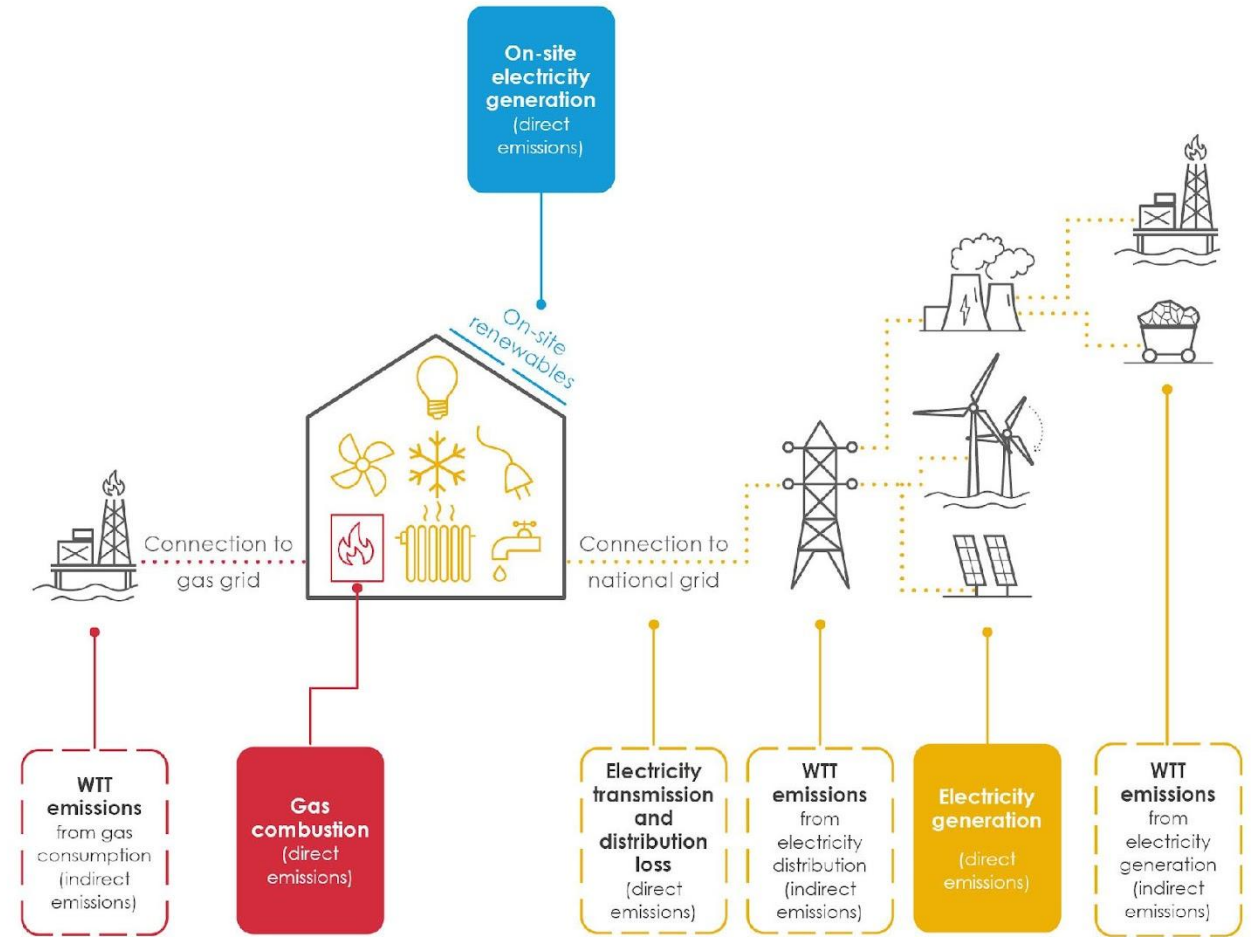 On-site
electricity
generation
(direct
emissions)
On-site
renewables
Connection to
gas grid
Connection to
national grid
WTT
emissions
from gas
consumption
(indirect
emissions)
Gas
combustion
(direct
emissions)
Electricity
transmission
and
distribution
loss
(direct
emissions)
WTT
emissions
from
electricity
distribution
(indirect
emissions)
Electricity
generation
(direct
emissions)
WTT
emissions
from
electricity
generation
(indirect
emissions)